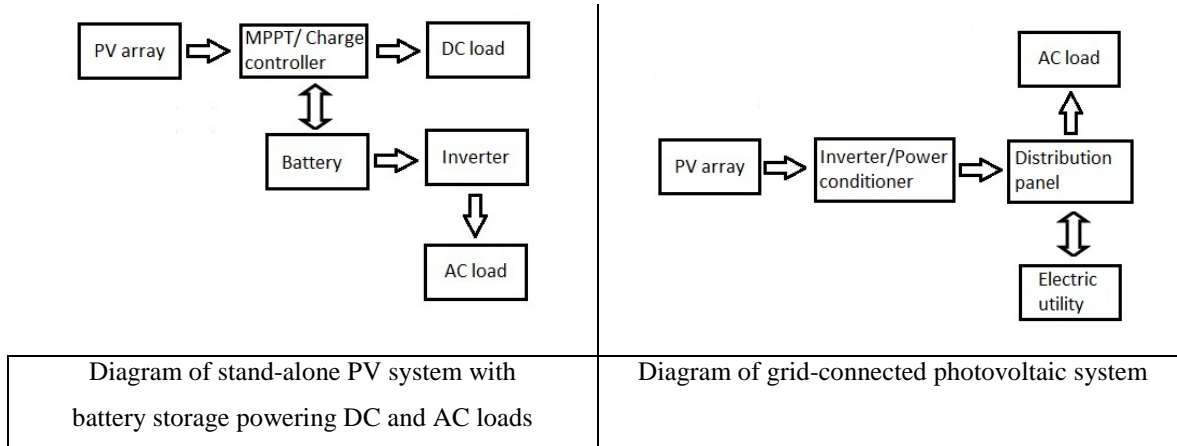 PV array
MPPT/ Charge
controller
DC load
Battery
Inverter
AC load
AC load
PV array
Inverter/Power
conditioner
Distribution
panel
Electric
utility
Diagram of stand-alone PV system with
battery storage powering DC and AC loads
Diagram of grid-connected photovoltaic system